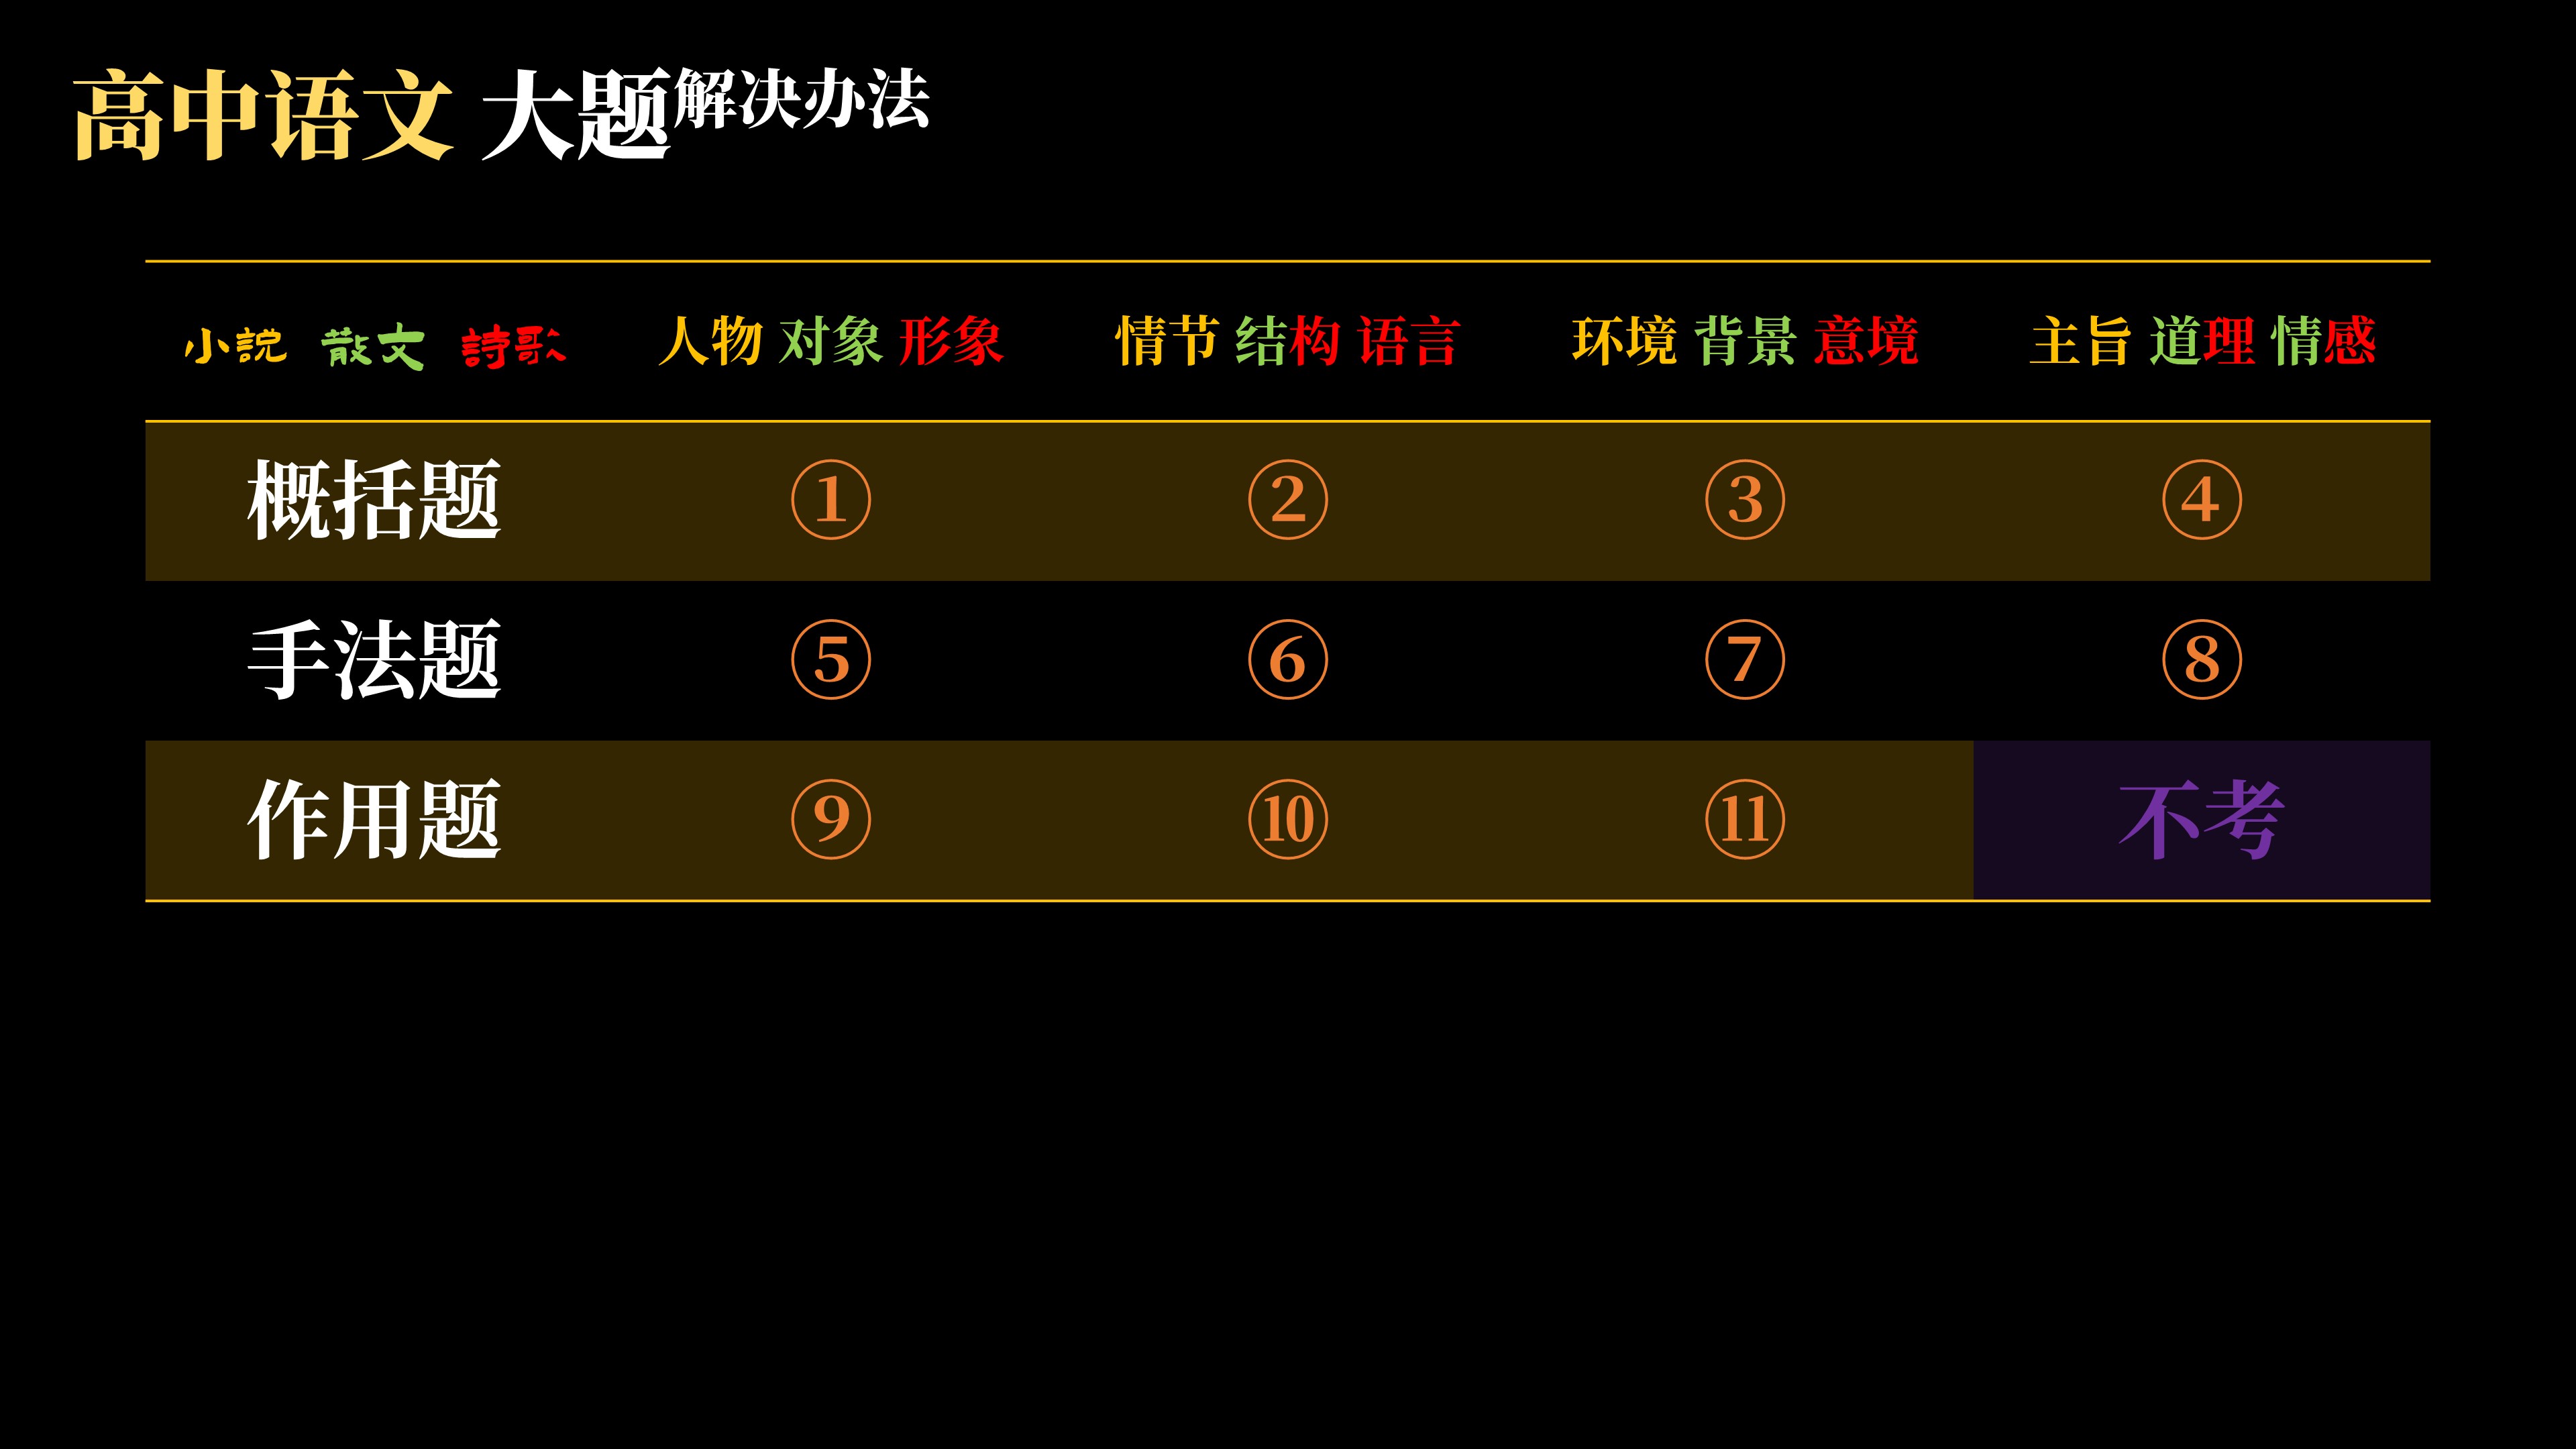 高中语文 大题解决办法
小説 散文 詩歌 人物 对象 形象 情节 结构 语言 环境 背景 意境 主旨 道理 情感
概括题 ① ② ③ ④
手法题 ⑤ ⑥ ⑦ ⑧
作用题 ⑨ ⑩ ⑪ 不考